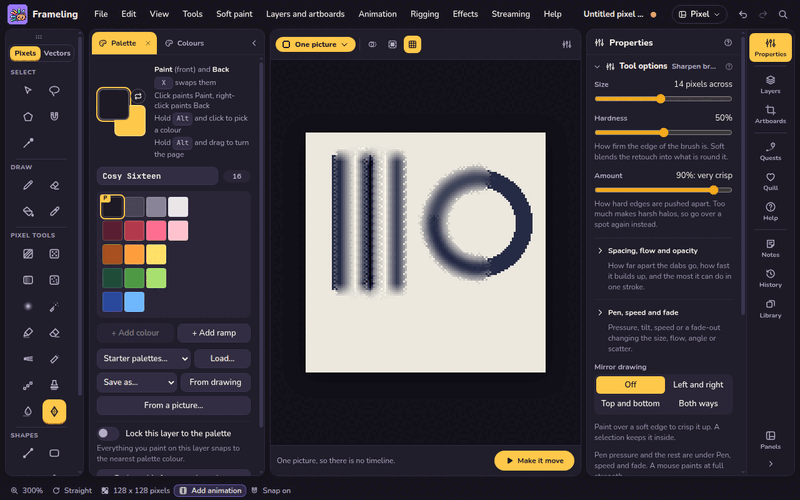 Frameling File Edit View Tools Soft paint Layers and artboards Animation Rigging Effects Streaming Help Untitled pixel ... Pixel
Pixels Vectors
SELECT
DRAW
PIXEL TOOLS
SHAPES
Palette Colours
Paint (front) and Back
X swaps them
Click paints Paint, right-
click paints Back
Hold Alt and click to pick
a colour
Hold Alt and drag to turn
the page
Cosy Sixteen 16
P
+ Add colour + Add ramp
Starter palettes... Load...
Save as... From drawing
From a picture...
Lock this layer to the palette
Everything you paint on this layer snaps to
the nearest palette colour.
One picture
One picture, so there is no timeline. Make it move
Properties
Tool options Sharpen br...
Size 14 pixels across
Hardness 50%
How firm the edge of the brush is. Soft
blends the retouch into what is round it.
Amount 90%: very crisp
How hard edges are pushed apart. Too
much makes harsh halos, so go over a
spot again instead.
Spacing, flow and opacity
How far apart the dabs go, how fast
it builds up, and the most it can do in
one stroke.
Pen, speed and fade
Pressure, tilt, speed or a fade-out
changing the size, flow, angle or
scatter.
Mirror drawing
Off Left and right
Top and bottom Both ways
Paint over a soft edge to crisp it up. A
selection keeps it inside.
Pen pressure and the rest are under Pen,
speed and fade. A mouse paints at full
Properties
Layers
Artboards
Quests
Quill
Help
Notes
History
Library
Panels
300% Straight 128 x 128 pixels Add animation Snap on